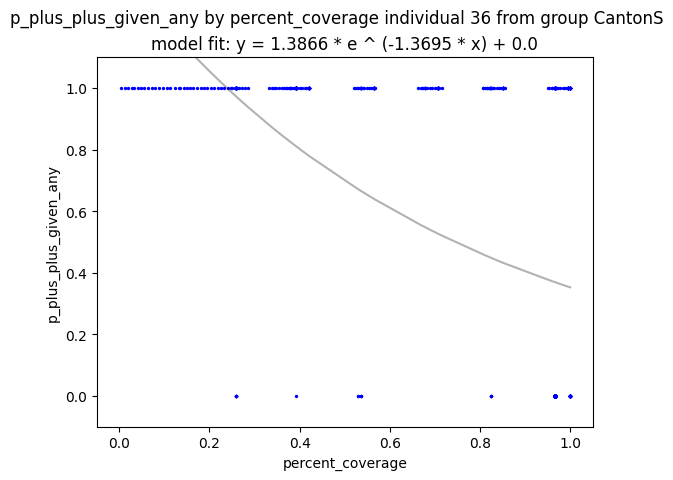 p_plus_plus_given_any by percent_coverage individual 36 from group CantonS
model fit: y = 1.3866 * e ^ (-1.3695 * x) + 0.0
1.0
0.8
0.6
0.4
0.2
0.0
p_plus_plus_given_any
0.0 0.2 0.4 0.6 0.8 1.0
percent_coverage